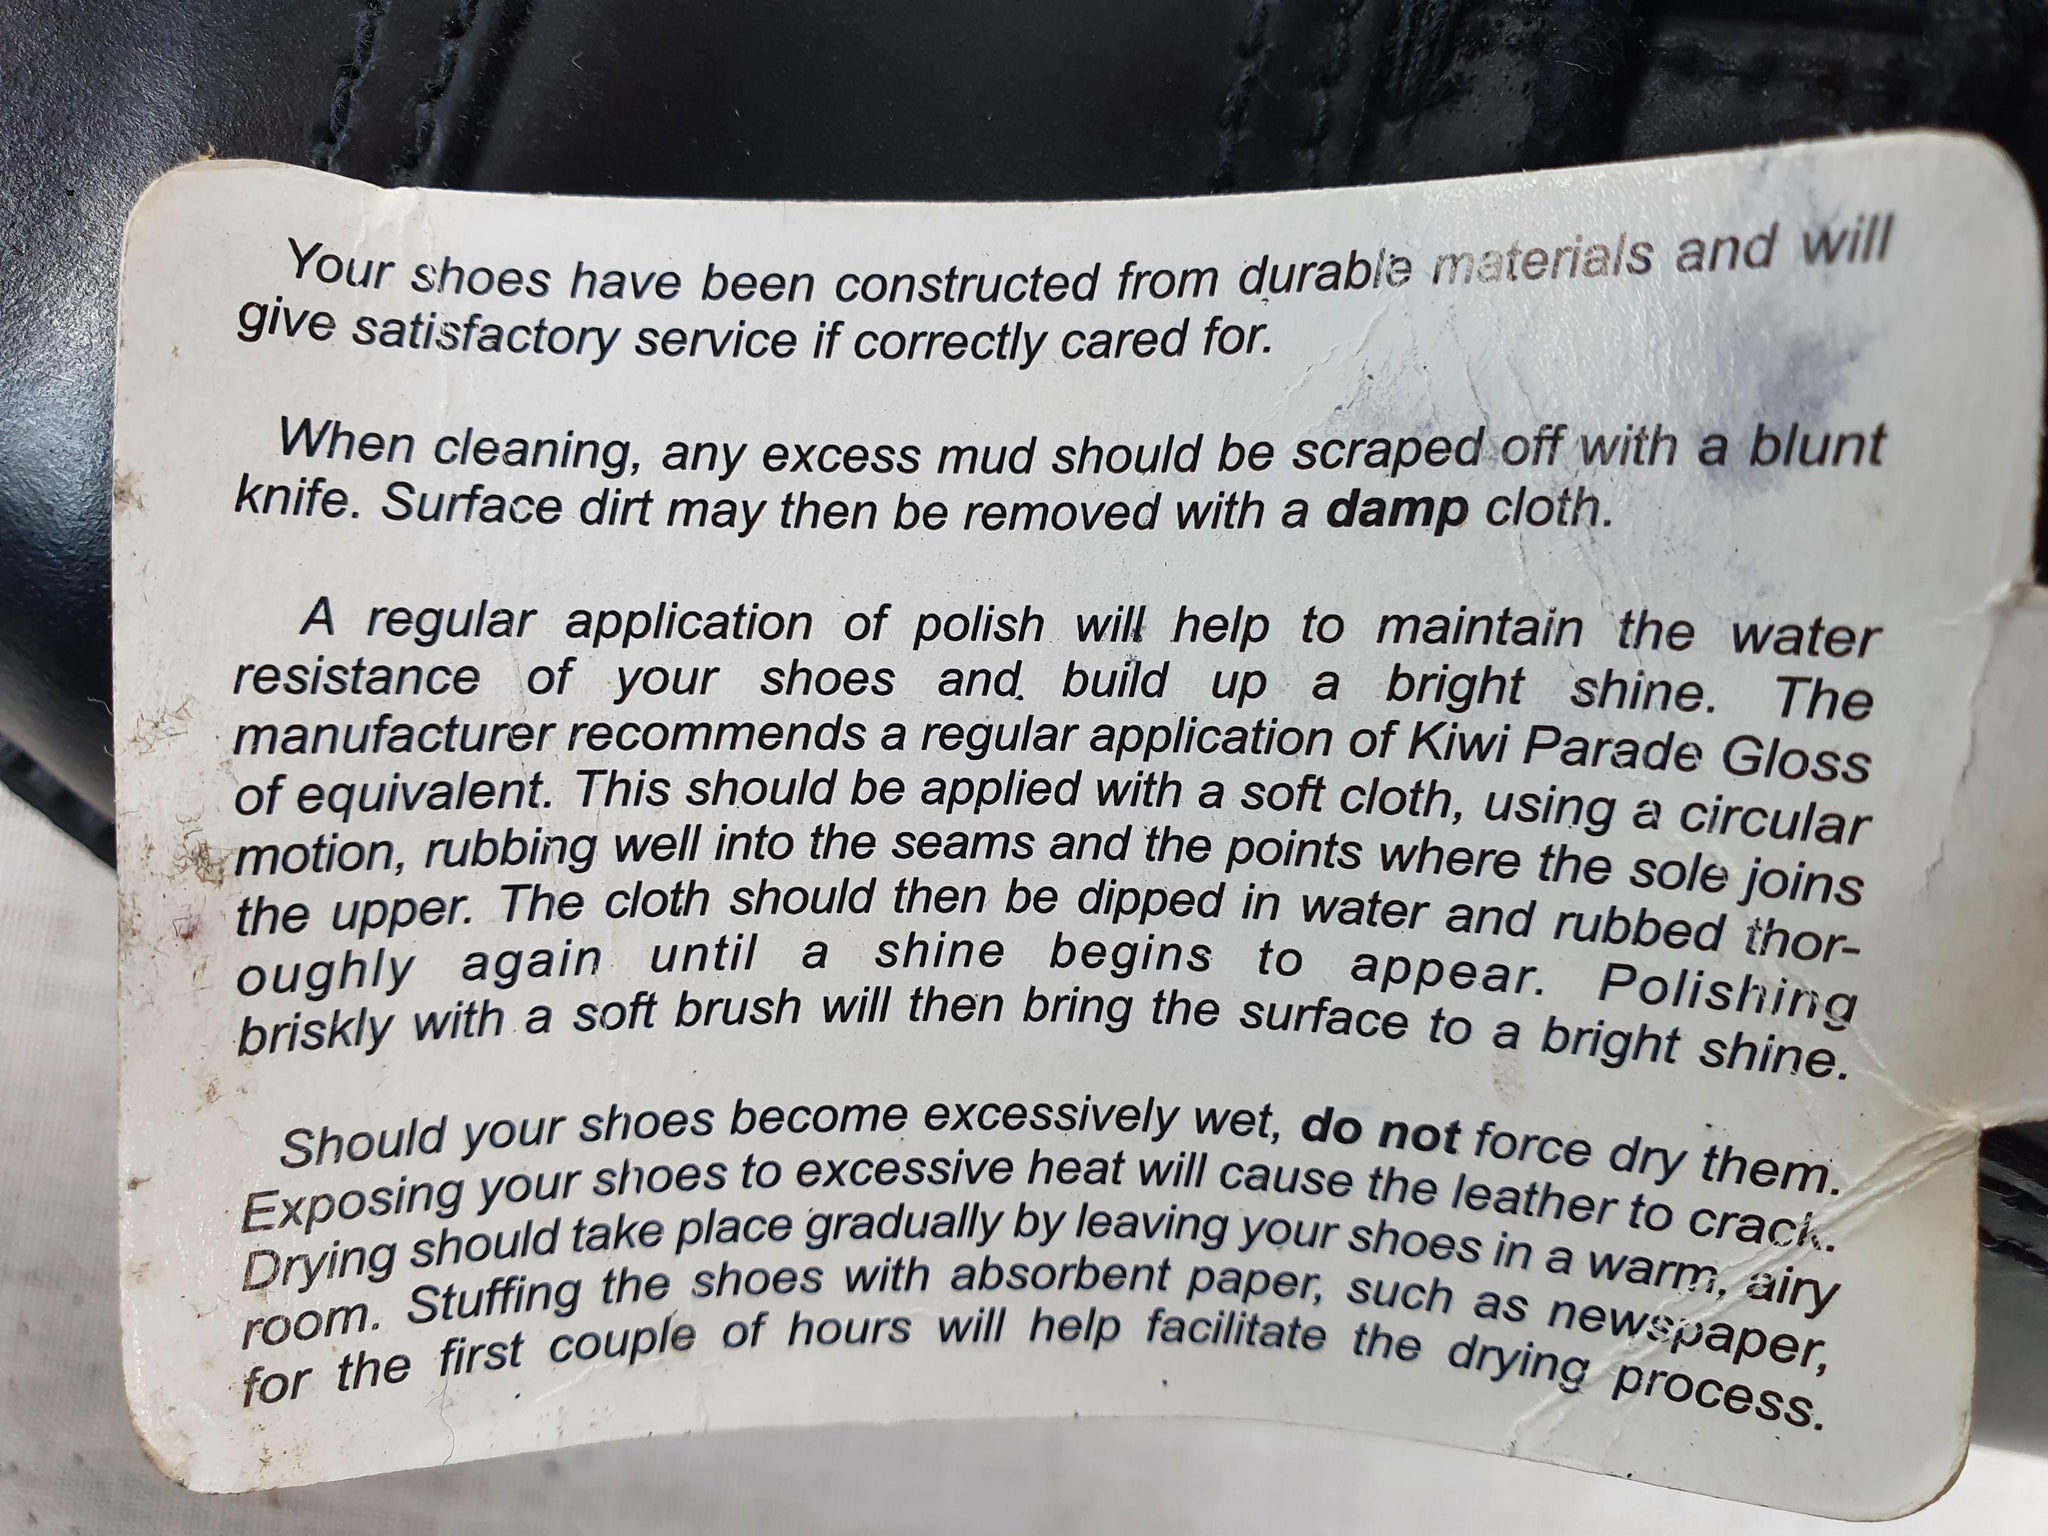 Your shoes have been constructed from durable materials and will
give satisfactory service if correctly cared for.
When cleaning, any excess mud should be scraped off with a blunt
knife. Surface dirt may then be removed with a damp cloth.
A regular application of polish will help to maintain the water
resistance of your shoes and build up a bright shine. The
manufacturer recommends a regular application of Kiwi Parade Gloss
of equivalent. This should be applied with a soft cloth, using a circular
motion, rubbing well into the seams and the points where the sole joins
the upper. The cloth should then be dipped in water and rubbed thor-
oughly again until a shine begins to appear. Polishing
briskly with a soft brush will then bring the surface to a bright shine.
Should your shoes become excessively wet, do not force dry them.
Exposing your shoes to excessive heat will cause the leather to crack.
Drying should take place gradually by leaving your shoes in a warm, airy
room. Stuffing the shoes with absorbent paper, such as newspaper,
for the first couple of hours will help facilitate the drying process.